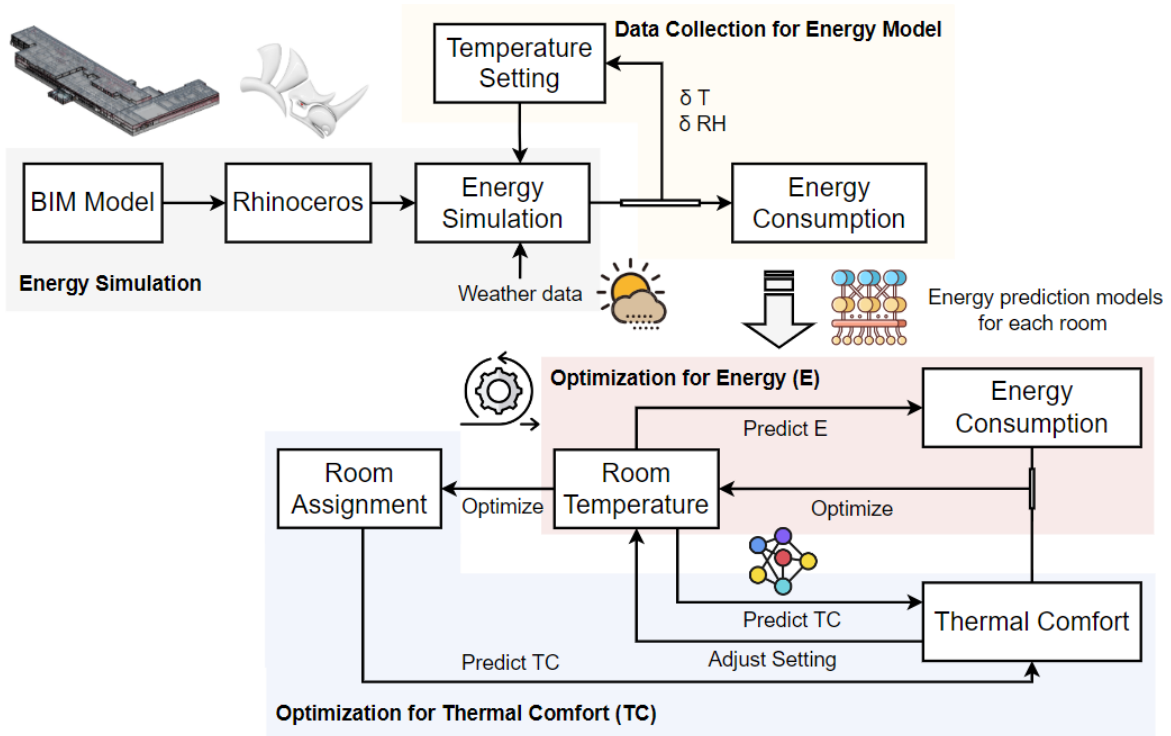 Data Collection for Energy Model
Temperature
Setting
δ T
δ RH
BIM Model
Rhinoceros
Energy
Simulation
Energy
Consumption
Energy Simulation
Weather data
Energy prediction models
for each room
Optimization for Energy (E)
Energy
Consumption
Predict E
Room
Assignment
Optimize
Room
Temperature
Optimize
Predict TC
Thermal Comfort
Adjust Setting
Predict TC
Optimization for Thermal Comfort (TC)